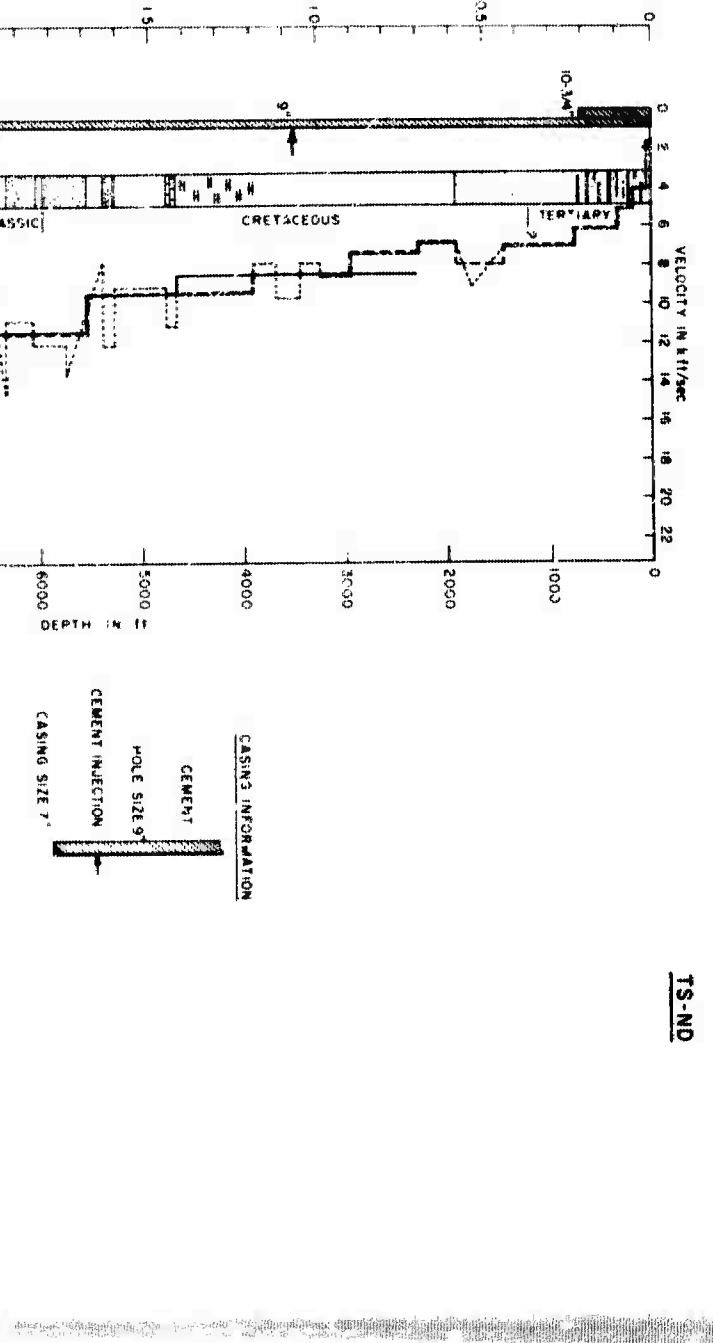 TS-ND
VELOCITY IN k ft/sec
0 2 4 6 8 10 12 14 16 18 20 22
0
0.5
1.0
1.5
10-3/4"
9"
TERTIARY
CRETACEOUS
ASSIC
0
1000
2000
3000
4000
5000
6000
DEPTH IN ft
CASING INFORMATION
CEMENT
HOLE SIZE 9"
CEMENT INJECTION
CASING SIZE 7"